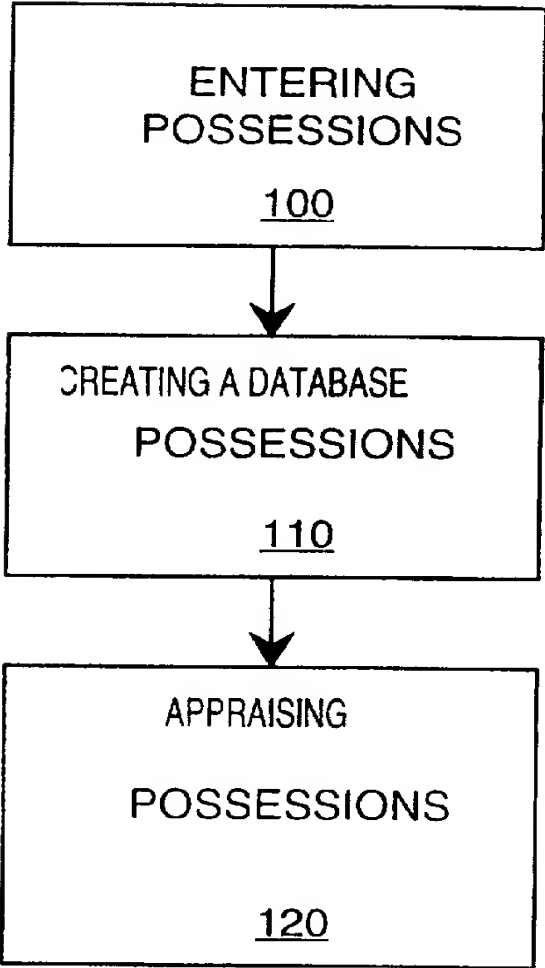 ENTERING
POSSESSIONS
100
CREATING A DATABASE
POSSESSIONS
110
APPRAISING
POSSESSIONS
120